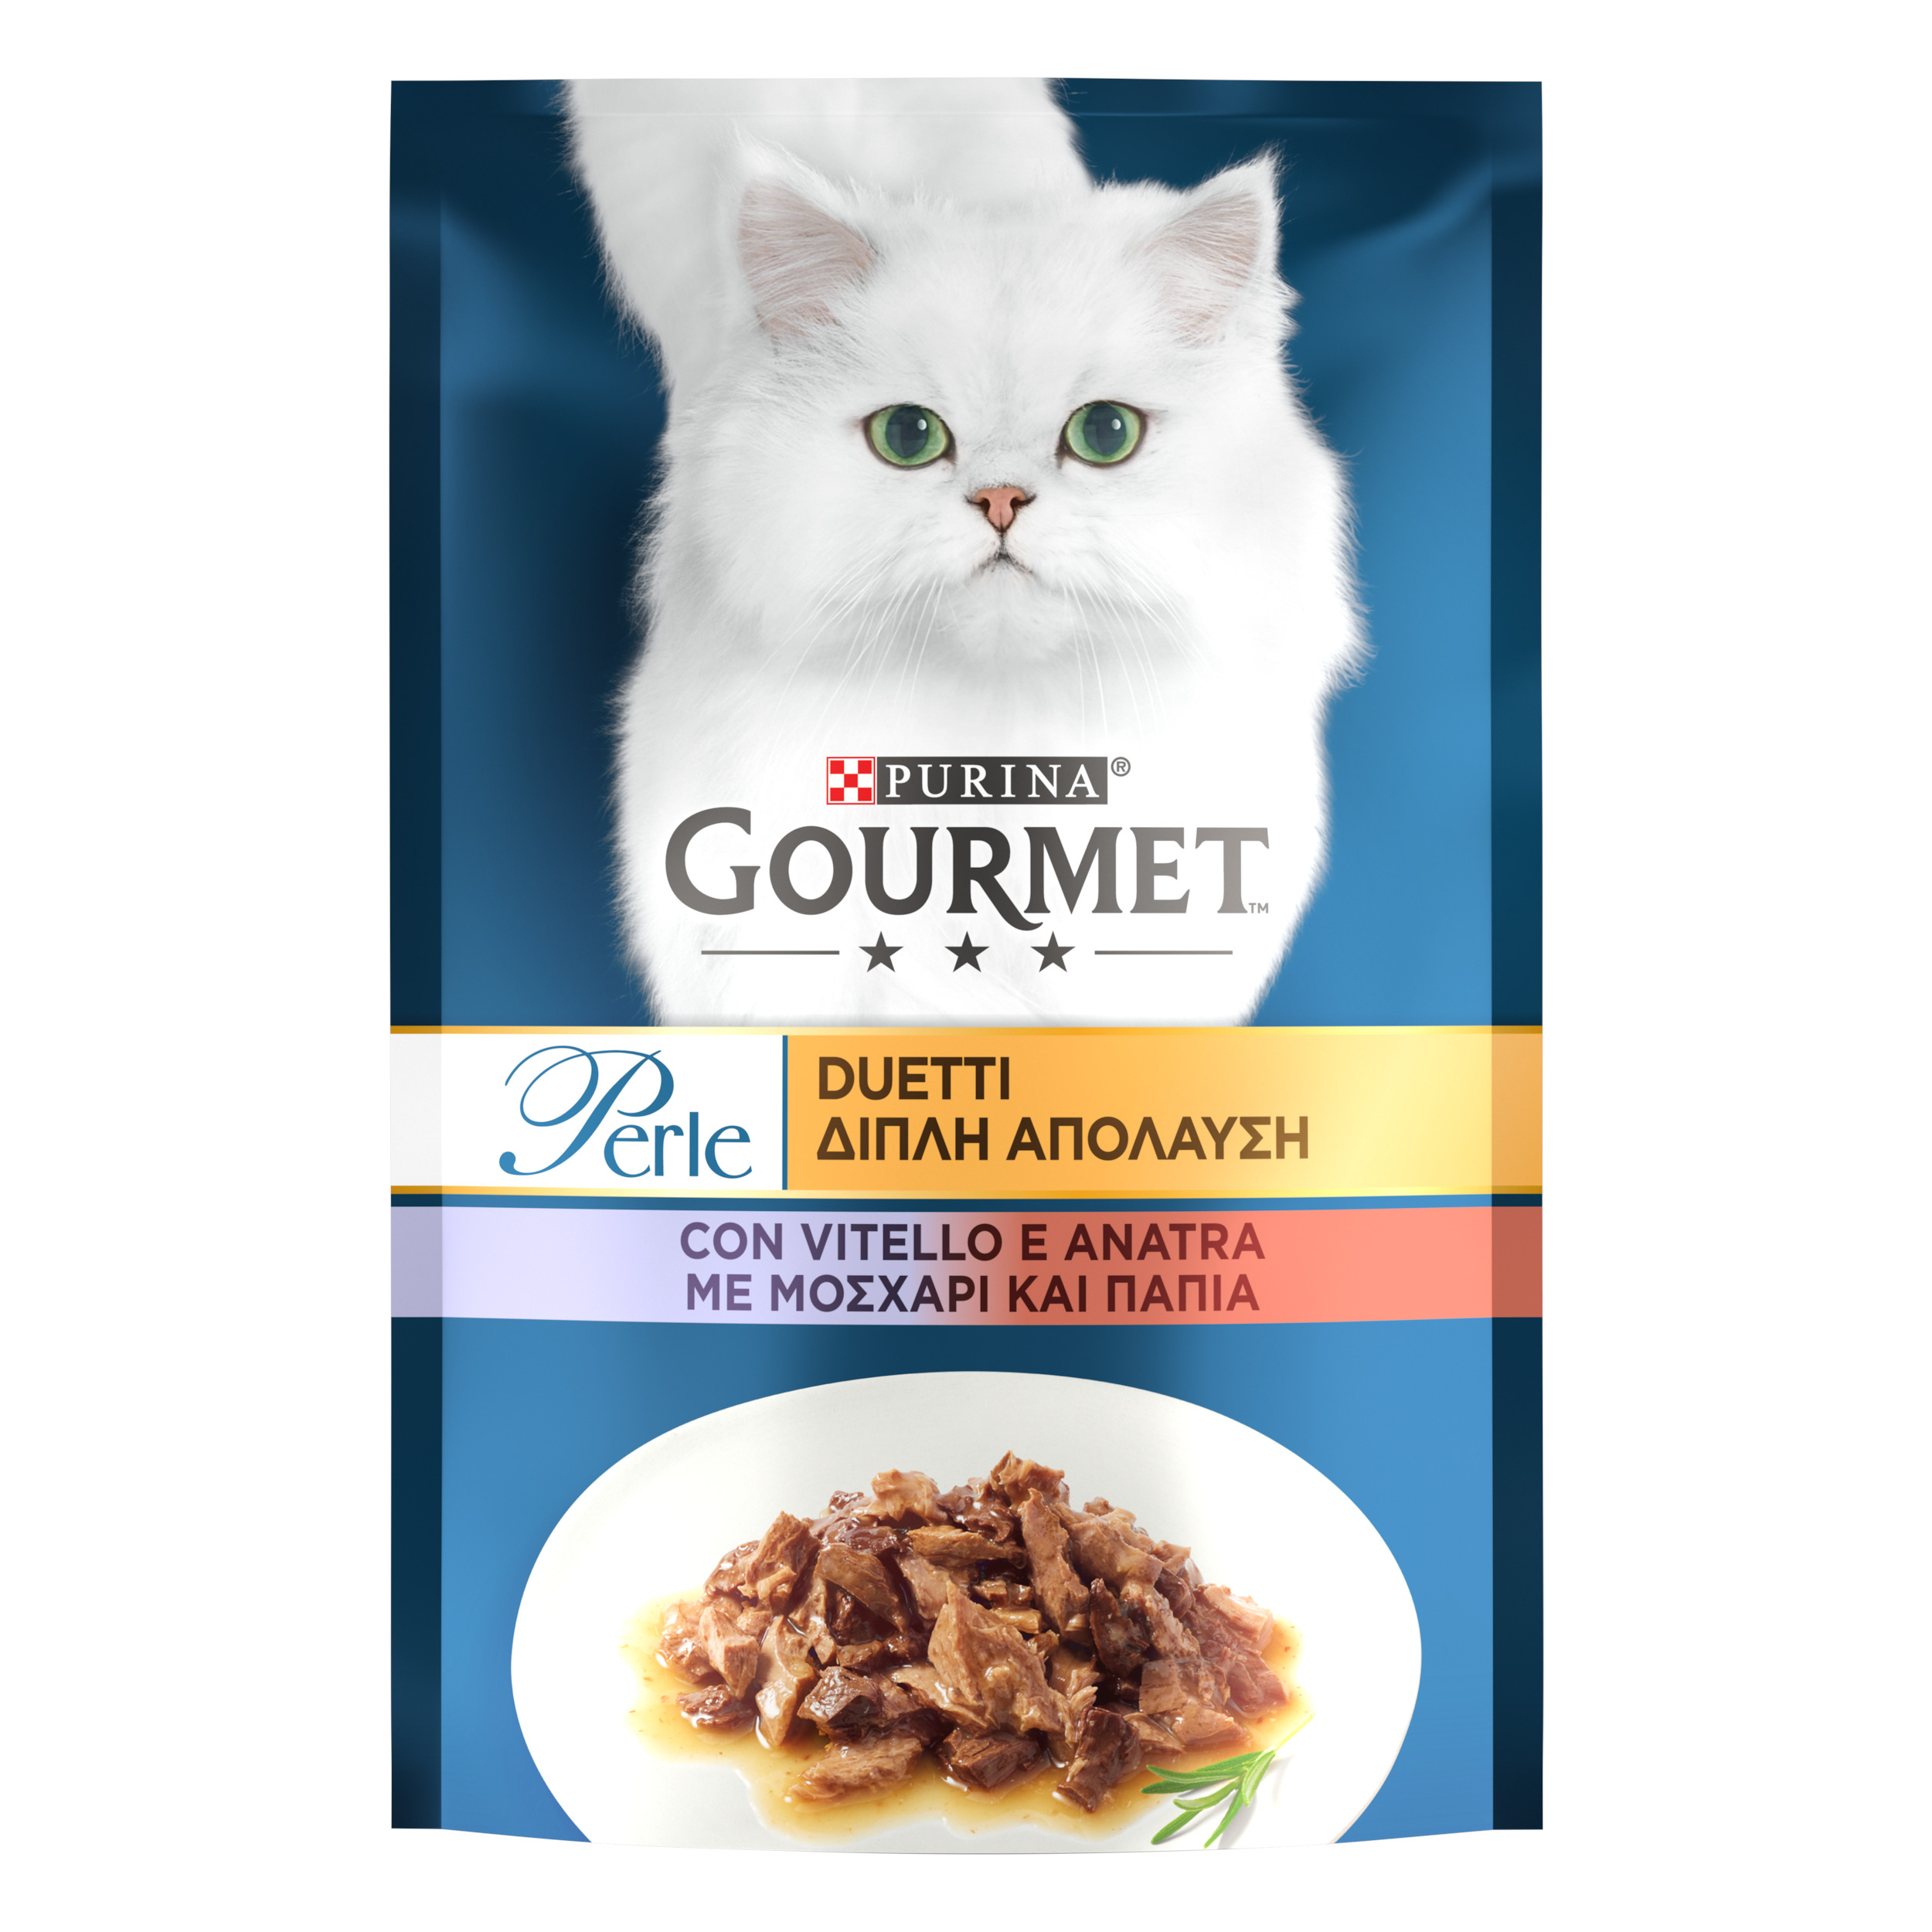 PURINA®
GOURMET™
Perle
DUETTI
ΔΙΠΛΗ ΑΠΟΛΑΥΣΗ
CON VITELLO E ANATRA
ΜΕ ΜΟΣΧΑΡΙ ΚΑΙ ΠΑΠΙΑ